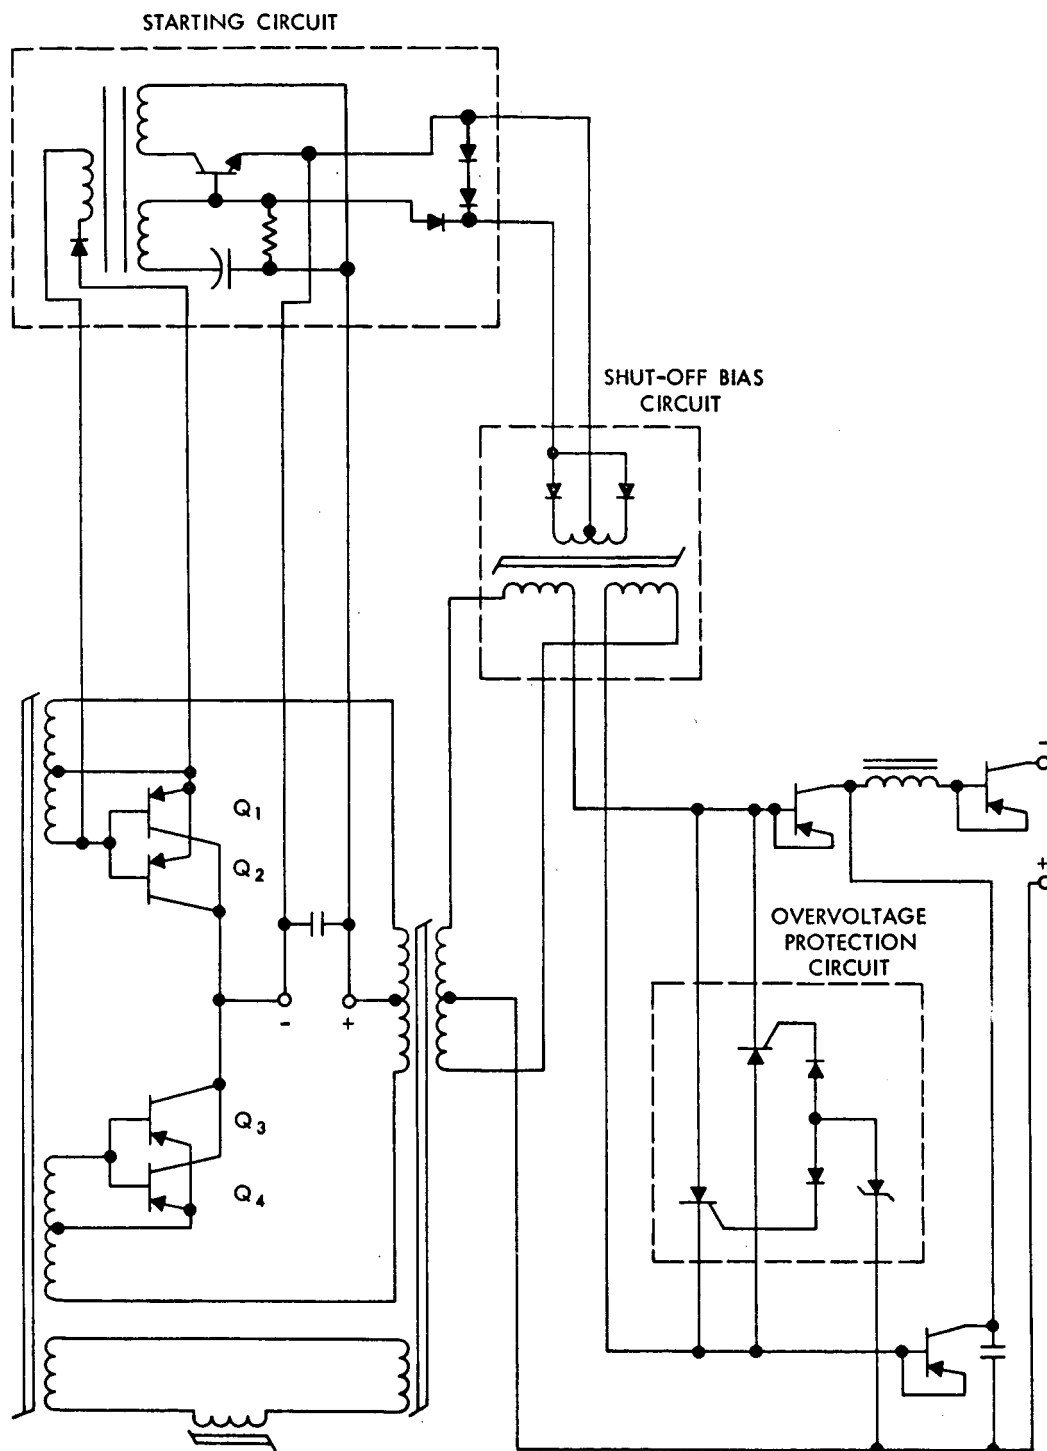 STARTING CIRCUIT
SHUT-OFF BIAS
CIRCUIT
Q1
Q2
-
+
OVERVOLTAGE
PROTECTION
CIRCUIT
- +
Q3
Q4